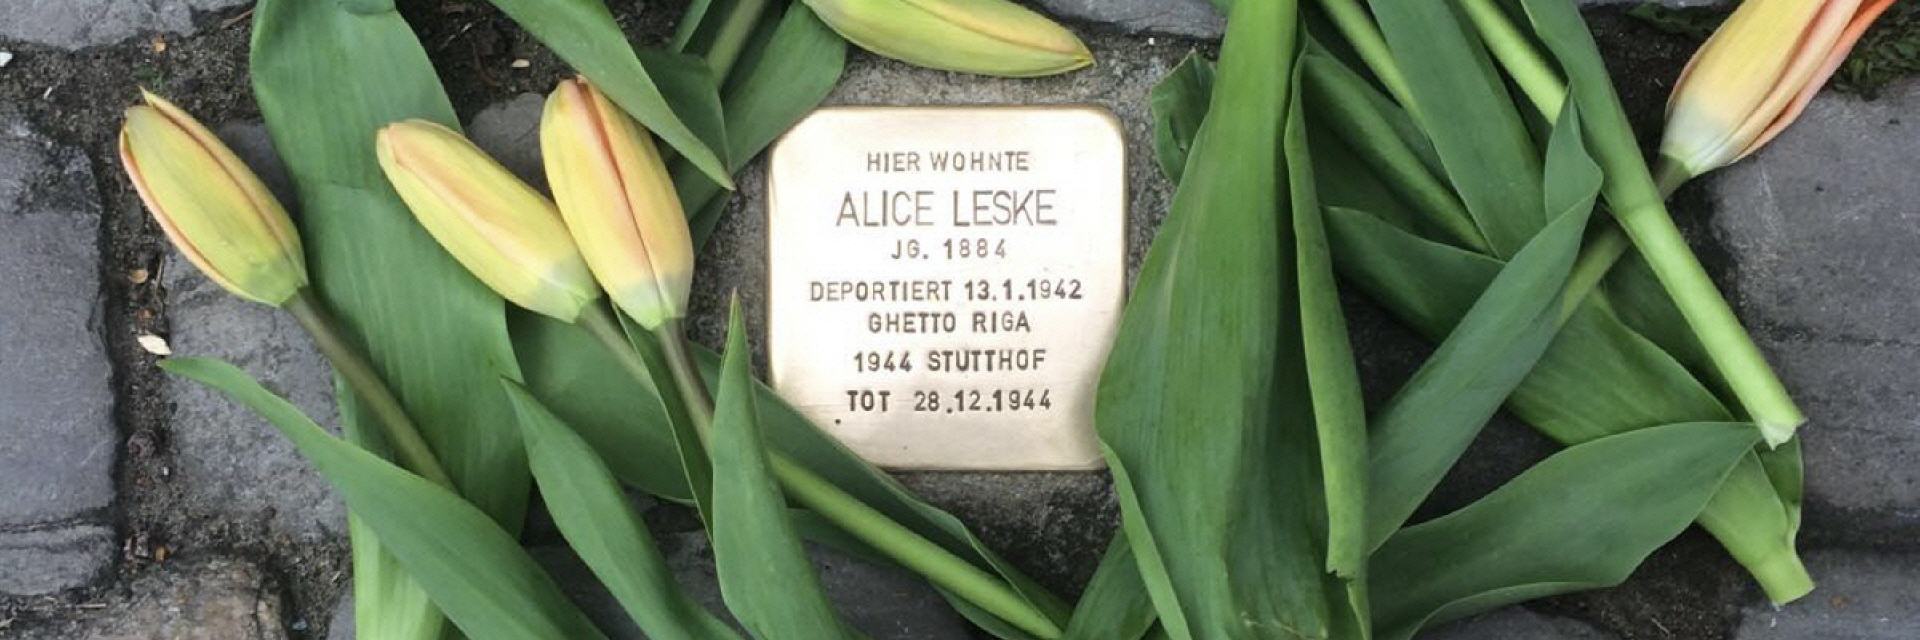 HIER WOHNTE
ALICE LESKE
JG. 1884
DEPORTIERT 13.1.1942
GHETTO RIGA
1944 STUTTHOF
TOT 28.12.1944